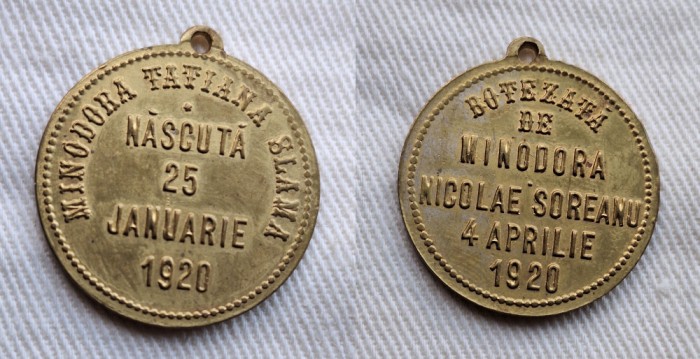 MINODORA TATIANA SLAMA
NĂSCUTĂ
25
JANUARIE
1920
BOTEZATĂ
DE
MINODORA
NICOLAE SOREANU
4 APRILIE
1920